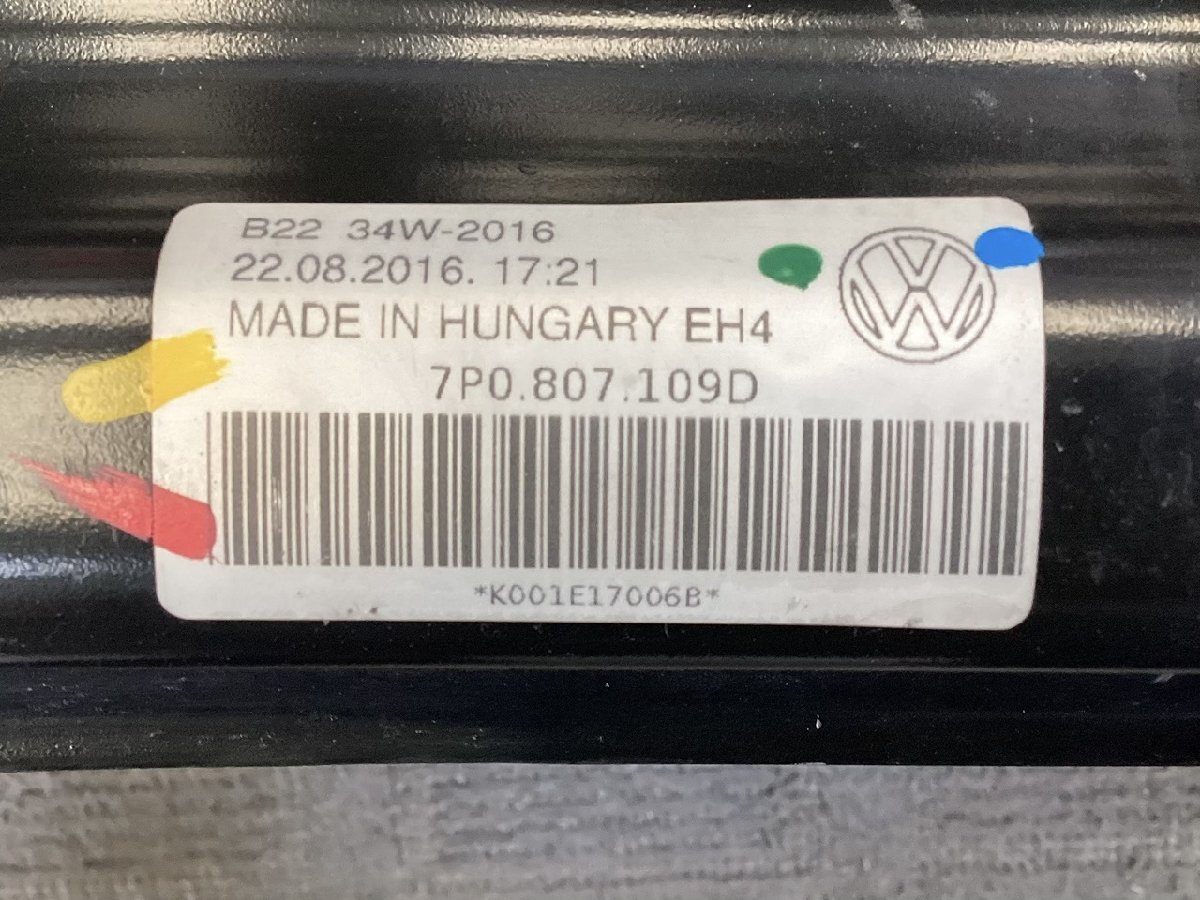 B22 34W-2016
22.08.2016. 17:21
MADE IN HUNGARY EH4
7P0.807.109D
*K001E17006B*